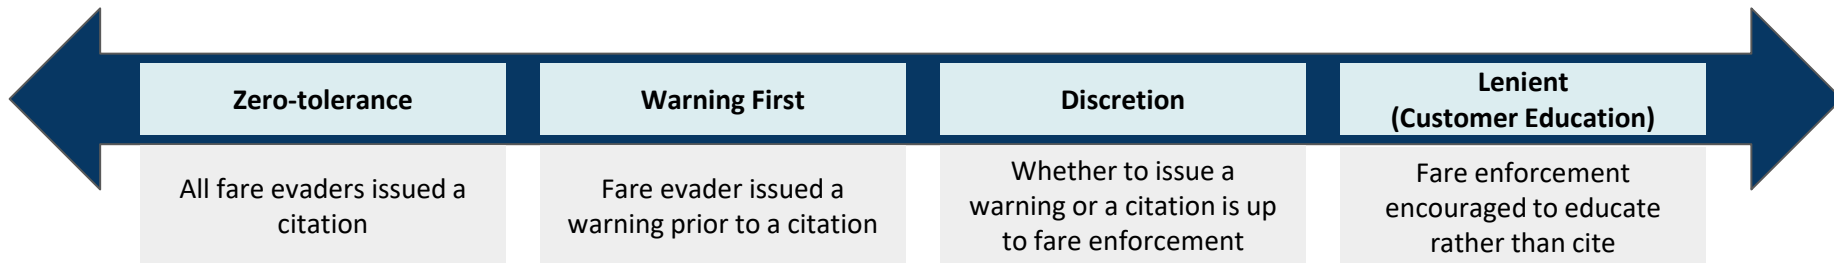 Zero-tolerance
All fare evaders issued a
citation
Warning First
Fare evader issued a
warning prior to a citation
Discretion
Whether to issue a
warning or a citation is up
to fare enforcement
Lenient
(Customer Education)
Fare enforcement
encouraged to educate
rather than cite